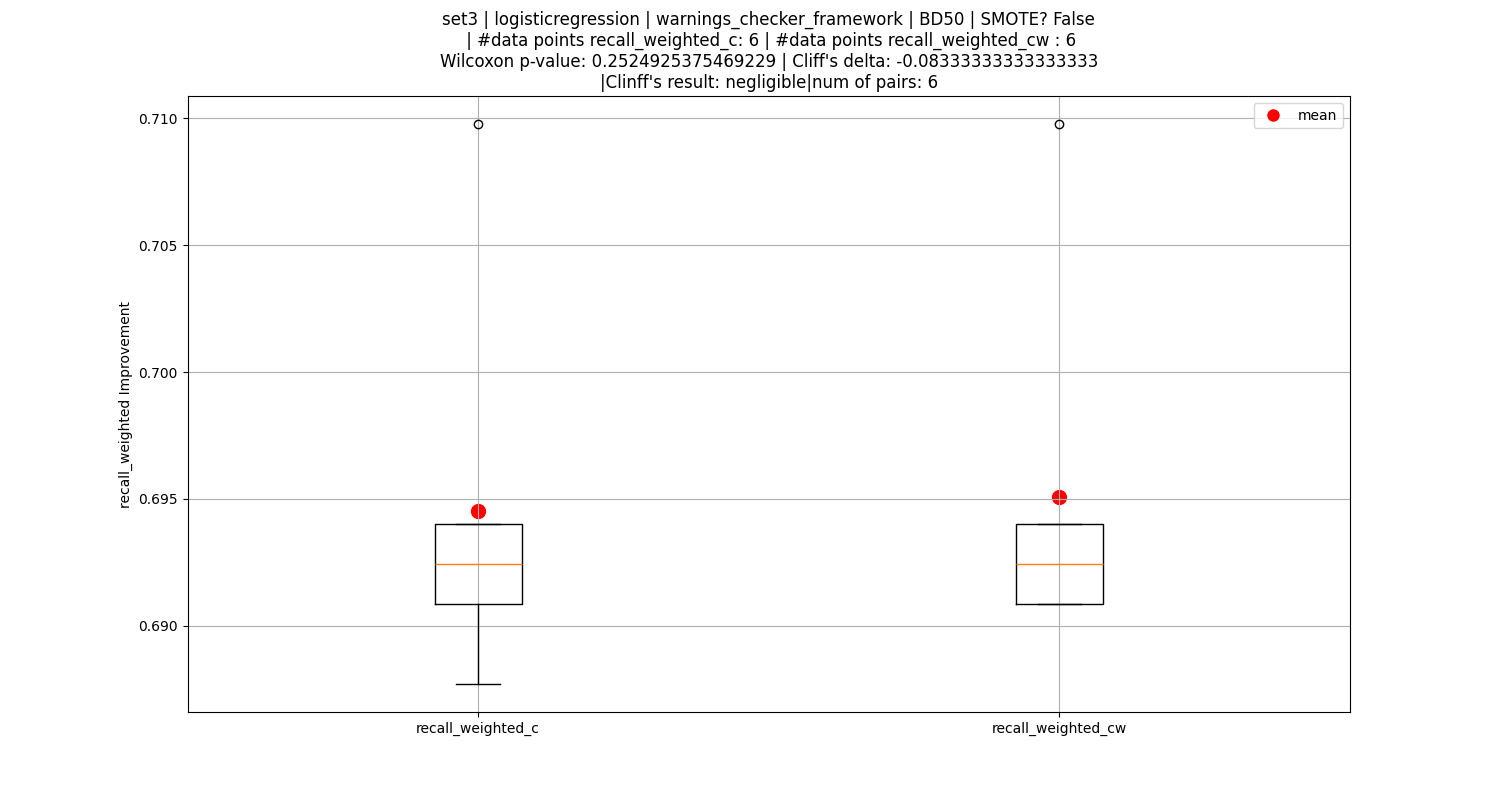 set3 | logisticregression | warnings_checker_framework | BD50 | SMOTE? False
| #data points recall_weighted_c: 6 | #data points recall_weighted_cw : 6
Wilcoxon p-value: 0.2524925375469229 | Cliff's delta: -0.08333333333333333
|Clinff's result: negligible|num of pairs: 6
mean
0.710
0.705
0.700
0.695
0.690
recall_weighted Improvement
recall_weighted_c
recall_weighted_cw